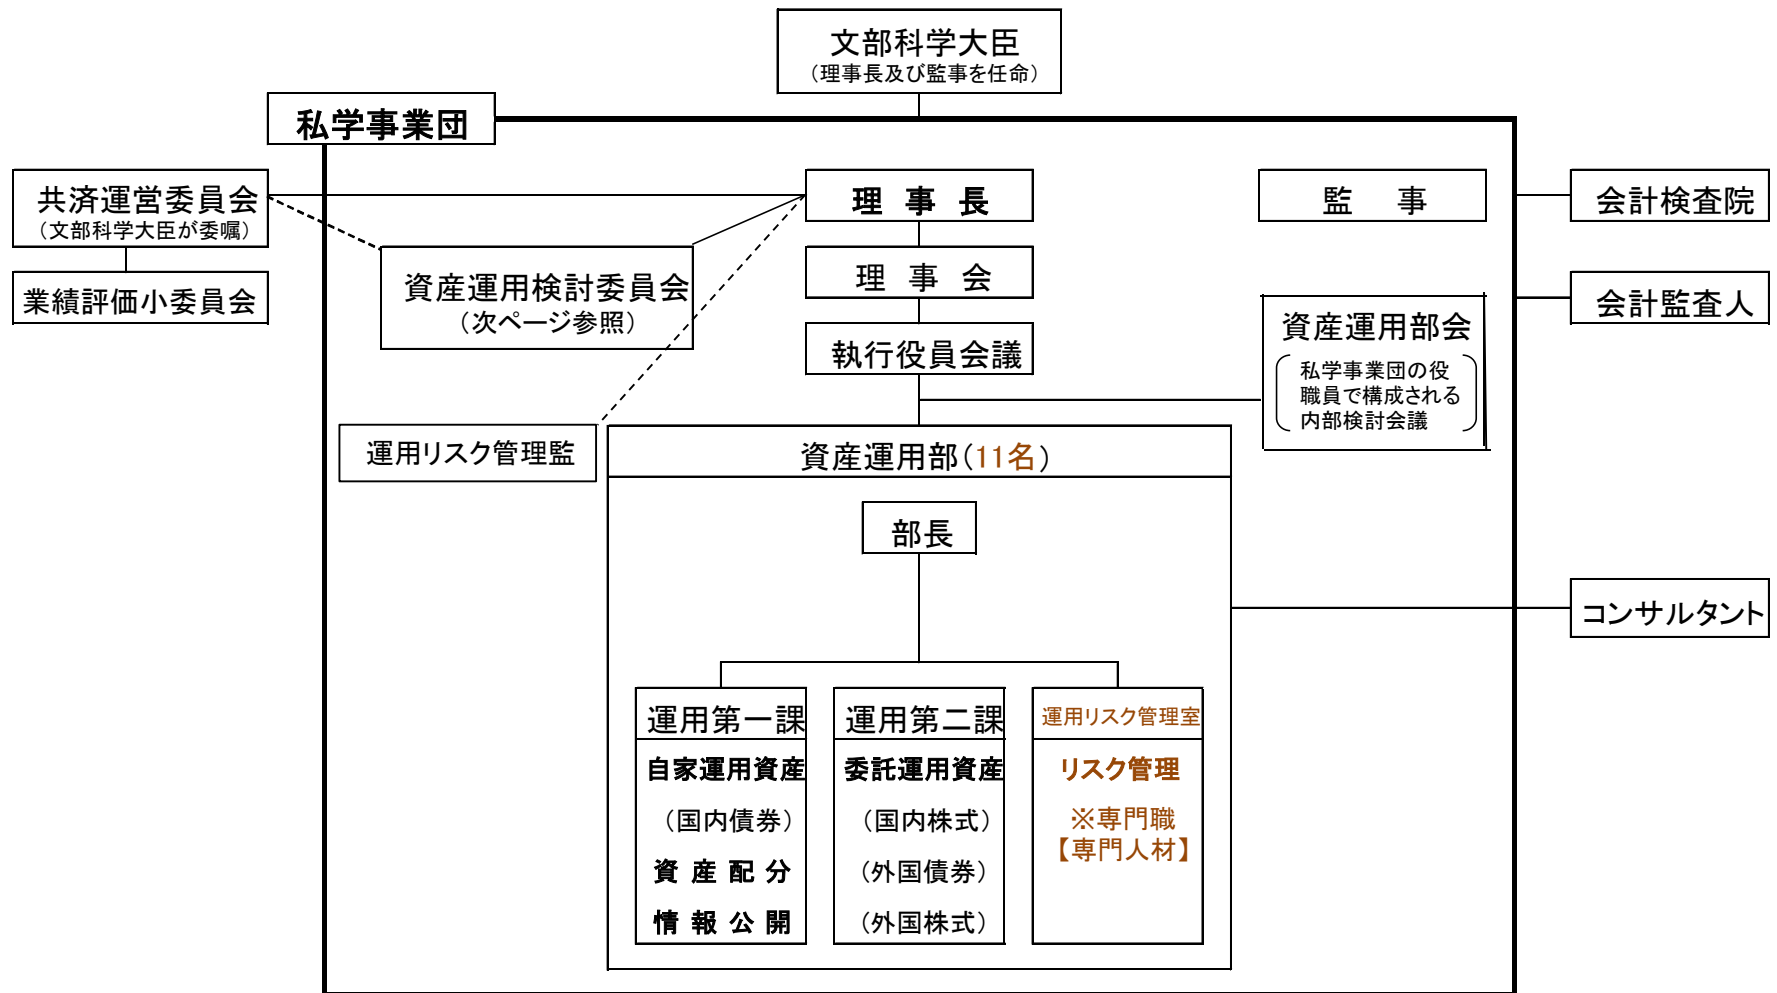 文部科学大臣
（理事長及び監事を任命）
私学事業団
共済運営委員会
（文部科学大臣が委嘱）
業績評価小委員会
理事長
監事
会計検査院
資産運用検討委員会
（次ページ参照）
理事会
会計監査人
執行役員会議
資産運用部会
私学事業団の役
職員で構成される
内部検討会議
運用リスク管理監
資産運用部（11名）
部長
コンサルタント
運用第一課
自家運用資産
（国内債券）
資産配分
情報公開
運用第二課
委託運用資産
（国内株式）
（外国債券）
（外国株式）
運用リスク管理室
リスク管理
※専門職
【専門人材】